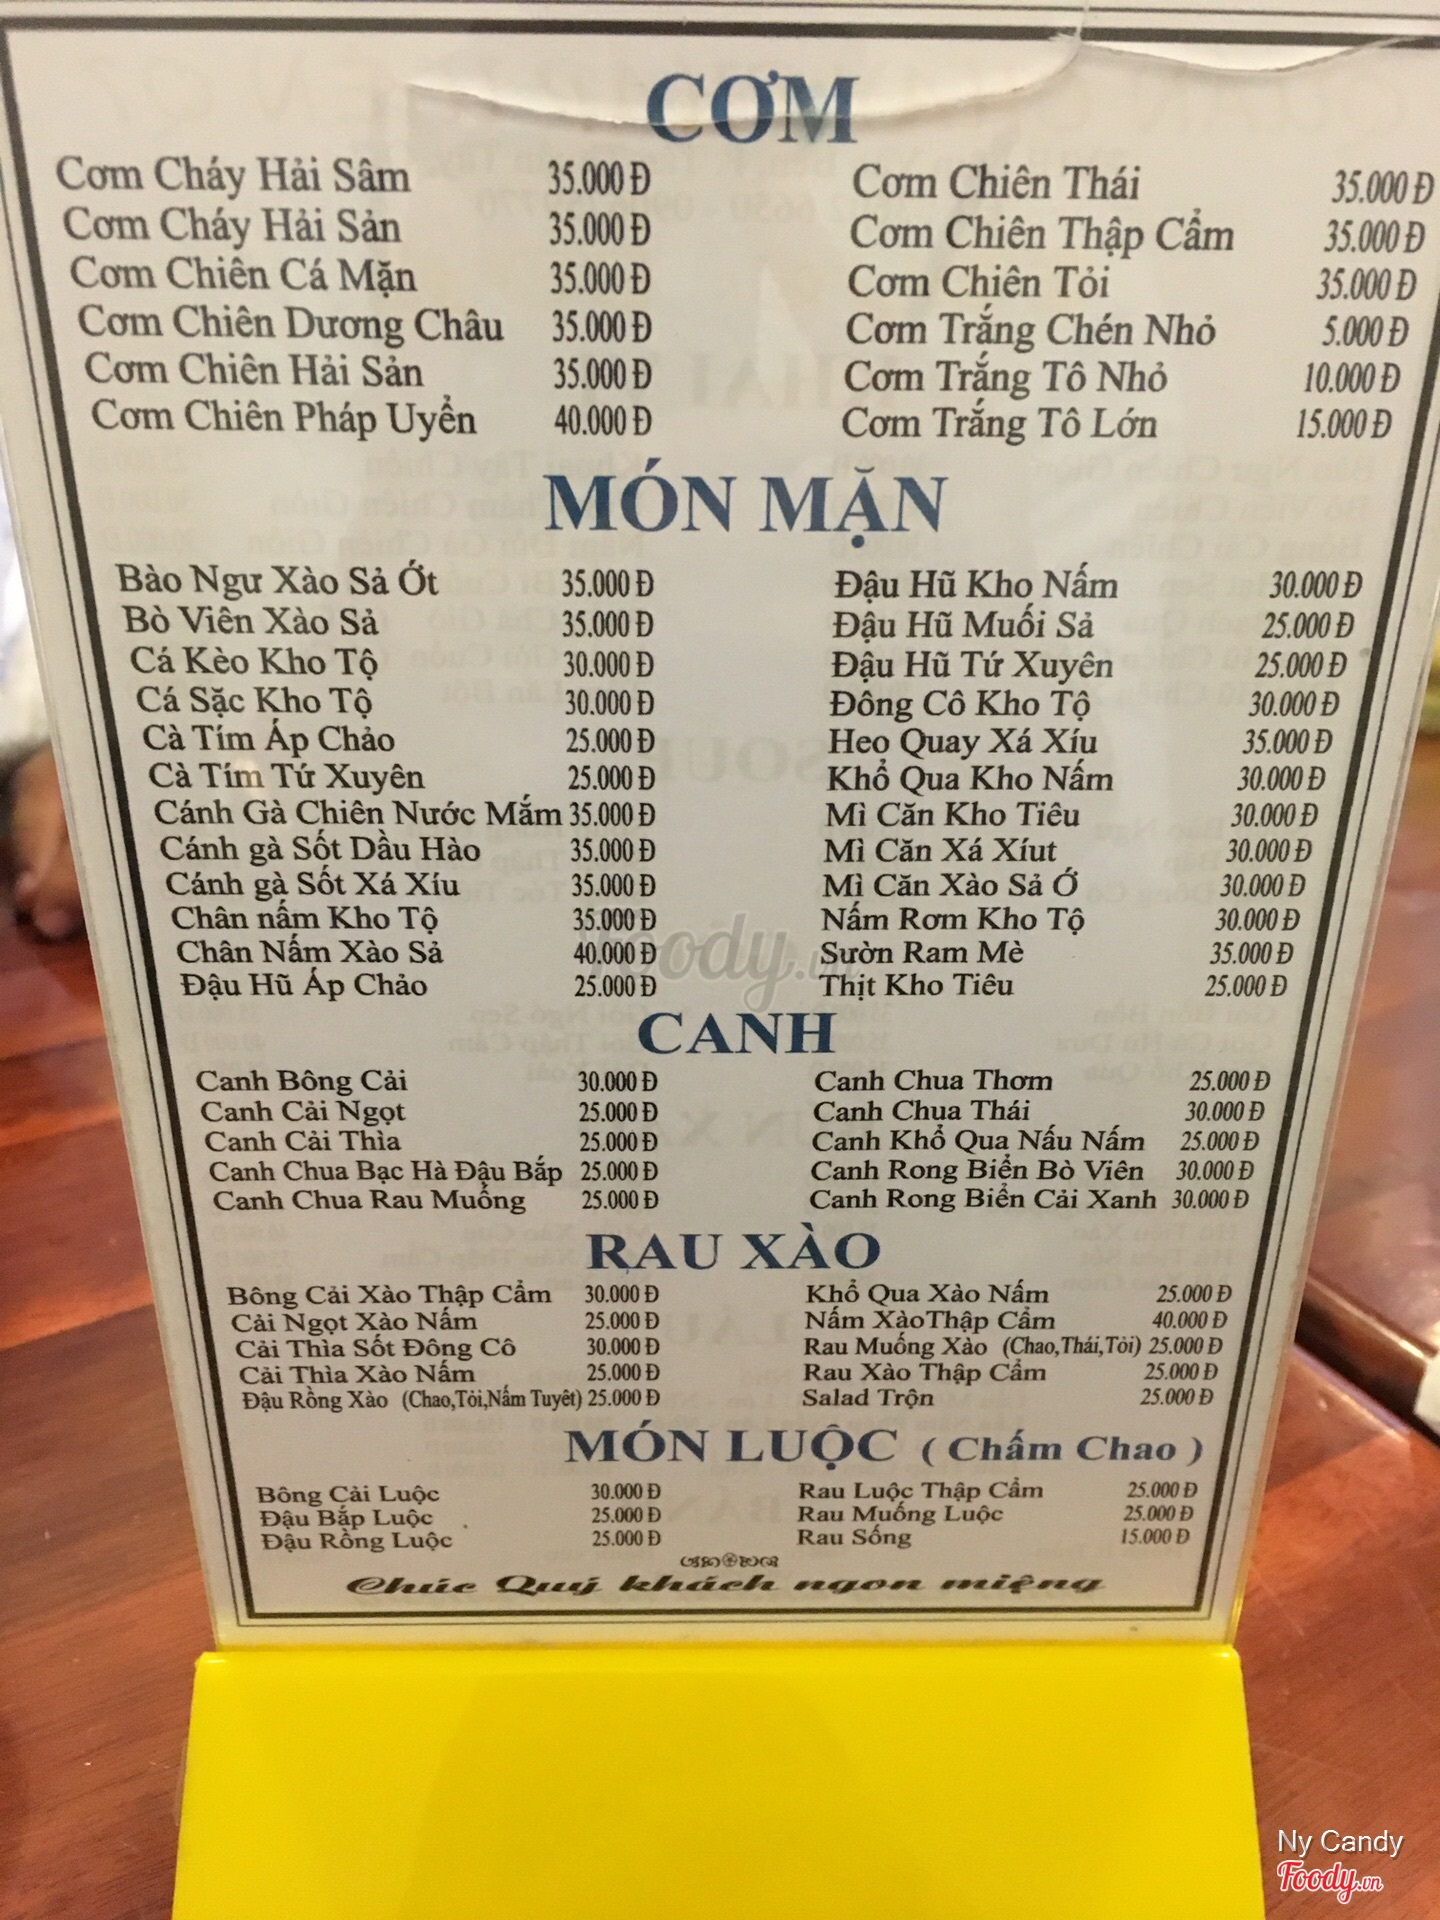 CƠM
Cơm Cháy Hải Sâm 35.000 Đ
Cơm Cháy Hải Sản 35.000 Đ
Cơm Chiên Cá Mặn 35.000 Đ
Cơm Chiên Dương Châu 35.000 Đ
Cơm Chiên Hải Sản 35.000 Đ
Cơm Chiên Pháp Uyển 40.000 Đ
Cơm Chiên Thái 35.000 Đ
Cơm Chiên Thập Cẩm 35.000 Đ
Cơm Chiên Tỏi 35.000 Đ
Cơm Trắng Chén Nhỏ 5.000 Đ
Cơm Trắng Tô Nhỏ 10.000 Đ
Cơm Trắng Tô Lớn 15.000 Đ
MÓN MẶN
Bào Ngư Xào Sả Ớt 35.000 Đ
Bò Viên Xào Sả 35.000 Đ
Cá Kèo Kho Tộ 30.000 Đ
Cá Sặc Kho Tộ 30.000 Đ
Cà Tím Áp Chảo 25.000 Đ
Cà Tím Tứ Xuyên 25.000 Đ
Cánh Gà Chiên Nước Mắm 35.000 Đ
Cánh gà Sốt Dầu Hào 35.000 Đ
Cánh gà Sốt Xá Xíu 35.000 Đ
Chân nấm Kho Tộ 35.000 Đ
Chân Nấm Xào Sả 40.000 Đ
Đậu Hũ Áp Chảo 25.000 Đ
Đậu Hũ Kho Nấm 30.000 Đ
Đậu Hũ Muối Sả 25.000 Đ
Đậu Hũ Tứ Xuyên 25.000 Đ
Đông Cô Kho Tộ 30.000 Đ
Heo Quay Xá Xíu 35.000 Đ
Khổ Qua Kho Nấm 30.000 Đ
Mì Căn Kho Tiêu 30.000 Đ
Mì Căn Xá Xíut 30.000 Đ
Mì Căn Xào Sả Ớ 30.000 Đ
Nấm Rơm Kho Tộ 30.000 Đ
Sườn Ram Mè 35.000 Đ
Thịt Kho Tiêu 25.000 Đ
CANH
Canh Bông Cải 30.000 Đ
Canh Cải Ngọt 25.000 Đ
Canh Cải Thìa 25.000 Đ
Canh Chua Bạc Hà Đậu Bắp 25.000 Đ
Canh Chua Rau Muống 25.000 Đ
Canh Chua Thơm 25.000 Đ
Canh Chua Thái 30.000 Đ
Canh Khổ Qua Nấu Nấm 25.000 Đ
Canh Rong Biển Bò Viên 30.000 Đ
Canh Rong Biển Cải Xanh 30.000 Đ
RAU XÀO
Bông Cải Xào Thập Cẩm 30.000 Đ
Cải Ngọt Xào Nấm 25.000 Đ
Cải Thìa Sốt Đông Cô 30.000 Đ
Cải Thìa Xào Nấm 25.000 Đ
Đậu Rồng Xào (Chao,Tỏi,Nấm Tuyêt) 25.000 Đ
Khổ Qua Xào Nấm 25.000 Đ
Nấm XàoThập Cẩm 40.000 Đ
Rau Muống Xào (Chao,Thái,Tỏi) 25.000 Đ
Rau Xào Thập Cẩm 25.000 Đ
Salad Trộn 25.000 Đ
MÓN LUỘC ( Chấm Chao )
Bông Cải Luộc 30.000 Đ
Đậu Bắp Luộc 25.000 Đ
Đậu Rồng Luộc 25.000 Đ
Rau Luộc Thập Cẩm 25.000 Đ
Rau Muống Luộc 25.000 Đ
Rau Sống 15.000 Đ
Chúc Quý khách ngon miệng
Foody.vn
Ny Candy
Foody.vn